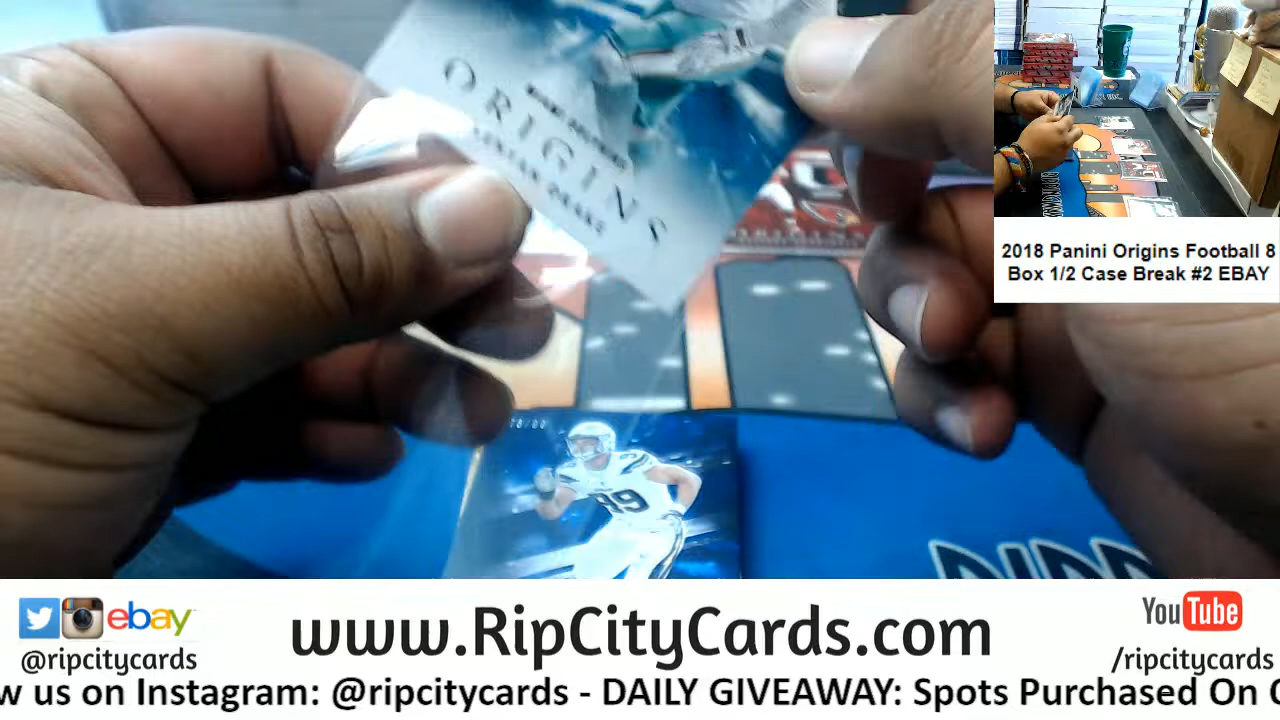 ORIGINS
99
2018 Panini Origins Football 8
Box 1/2 Case Break #2 EBAY
ebay
@ripcitycards
www.RipCityCards.com
YouTube
/ripcitycards
w us on Instagram: @ripcitycards - DAILY GIVEAWAY: Spots Purchased On